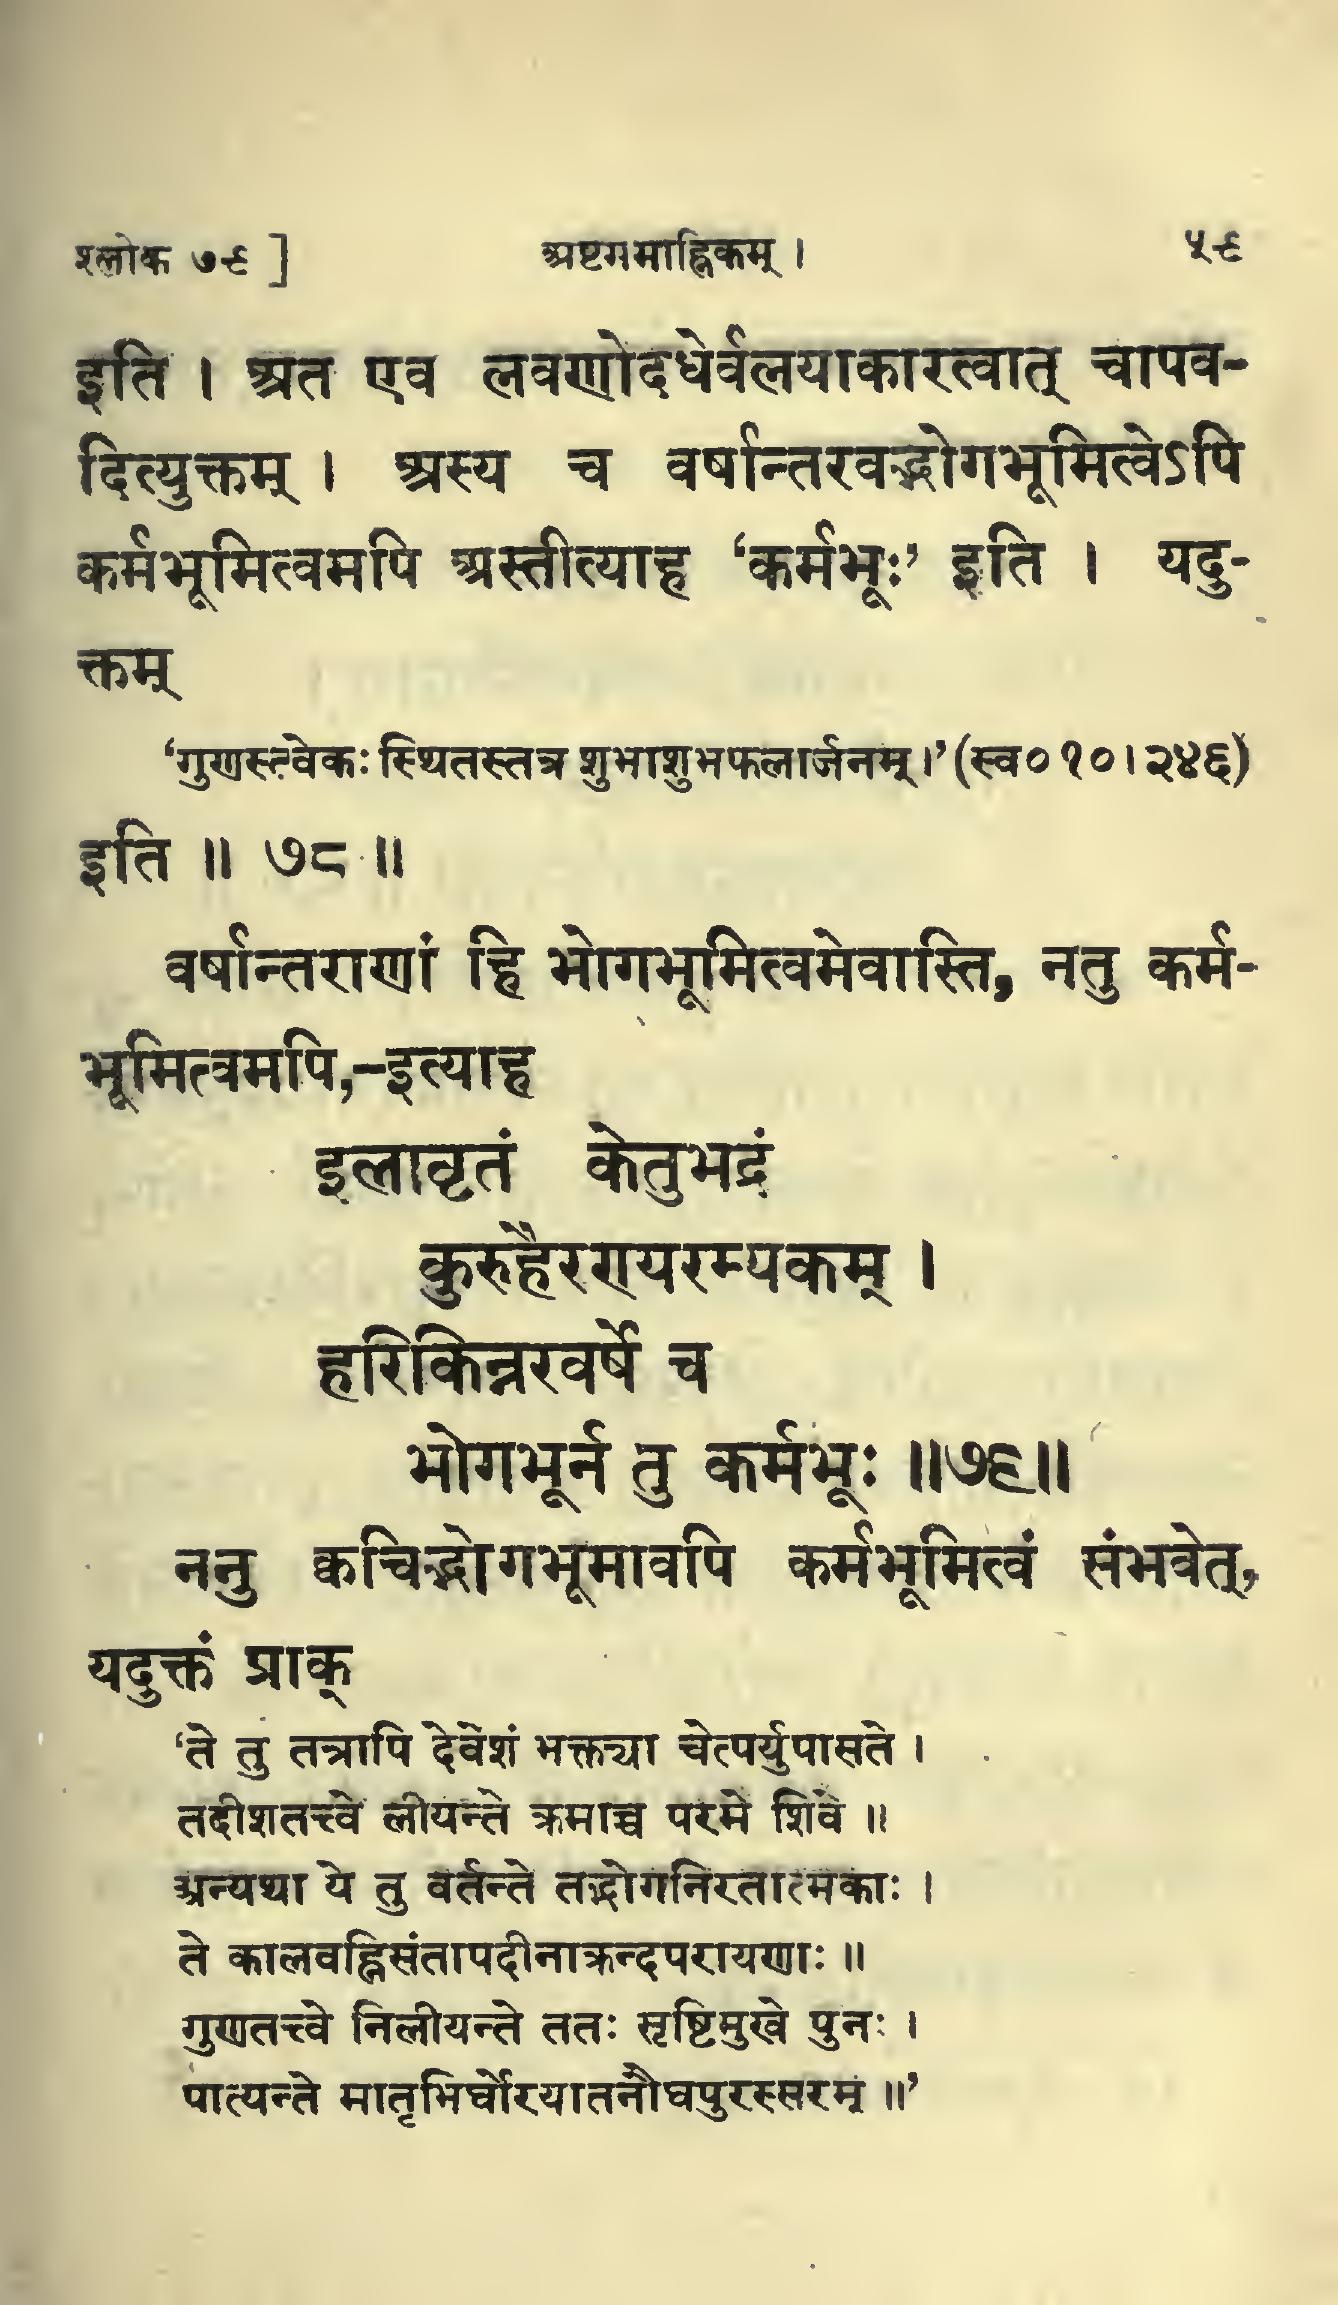 श्लोक ७९ ] अष्टममाह्निकम् । ५९
इति । अत एव लवणोदधेर्वलयाकारत्वात् चापव-
दित्युक्तम् । अस्य च वर्षान्तरवद्भोगभूमित्वेऽपि
कर्मभूमित्वमपि अस्तीत्याह ‘कर्मभूः’ इति । यदु-
क्तम्
‘गुणस्त्वेकः स्थितस्तत्र शुभाशुभफलार्जनम् ।’ (स्व० १० । २४६)
इति ॥ ७८ ॥
वर्षान्तराणां हि भोगभूमित्वमेवास्ति, नतु कर्म-
भूमित्वमपि,-इत्याह
इलावृतं केतुभद्रं
कुरुहैरण्यरम्यकम् ।
हरिकिन्नरवर्षे च
भोगभूर्न तु कर्मभूः ॥७९॥
ननु क्वचिद्भोगभूमावपि कर्मभूमित्वं संभवेत्,
यदुक्तं प्राक्
‘ते तु तत्रापि देवेशं भक्त्या चेत्पर्युपासते ।
तदीशतत्त्वे लीयन्ते क्रमाच्च परमे शिवे ॥
अन्यथा ये तु वर्तन्ते तद्भोगनिरतात्मकाः ।
ते कालवह्निसंतापदीनाक्रन्दपरायणाः ॥
गुणतत्त्वे निलीयन्ते ततः सृष्टिमुखे पुनः ।
पात्यन्ते मातृभिर्घोरयातनौघपुरस्सरम् ॥’